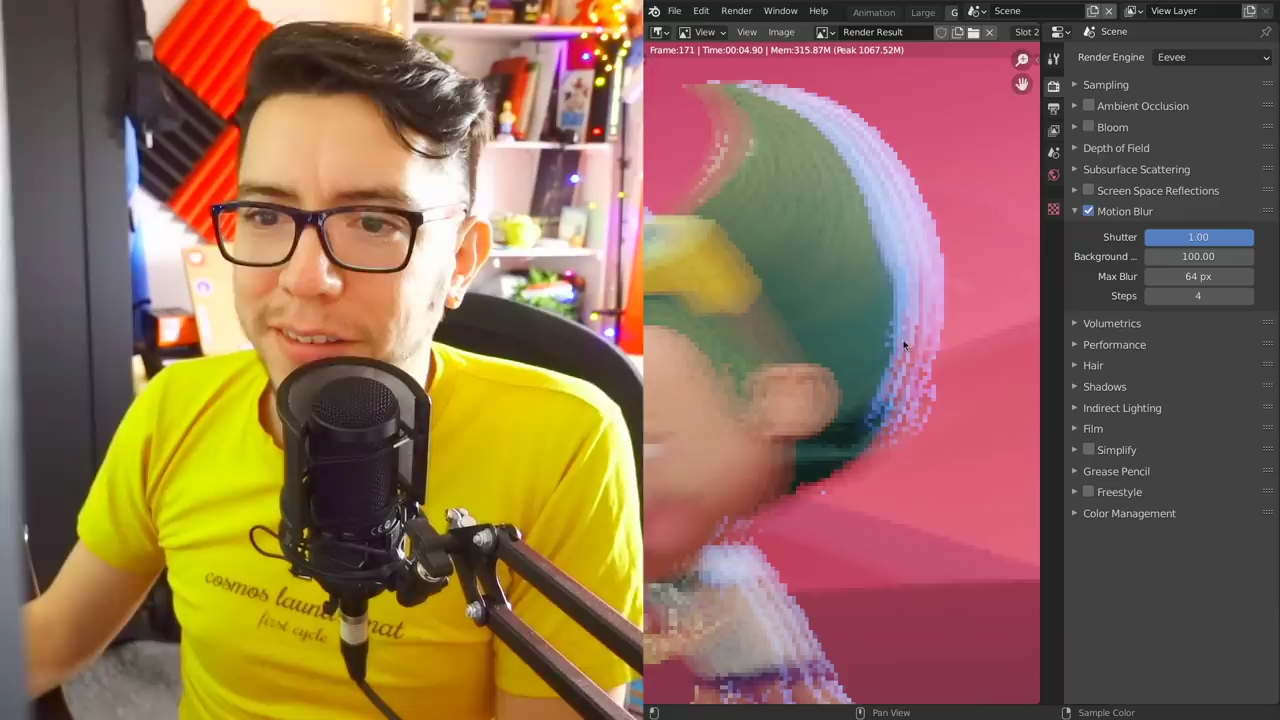 File Edit Render Window Help Animation Large G Scene View Layer
View View Image Render Result Slot 2 Scene
Frame:171 | Time:00:04.90 | Mem:315.87M (Peak 1067.52M)
Render Engine Eevee
Sampling
Ambient Occlusion
Bloom
Depth of Field
Subsurface Scattering
Screen Space Reflections
Motion Blur
Shutter 1.00
Background ... 100.00
Max Blur 64 px
Steps 4
Volumetrics
Performance
Hair
Shadows
Indirect Lighting
Film
Simplify
Grease Pencil
Freestyle
Color Management
cosmos laun mat
first cycle
CE
Pan View Sample Color